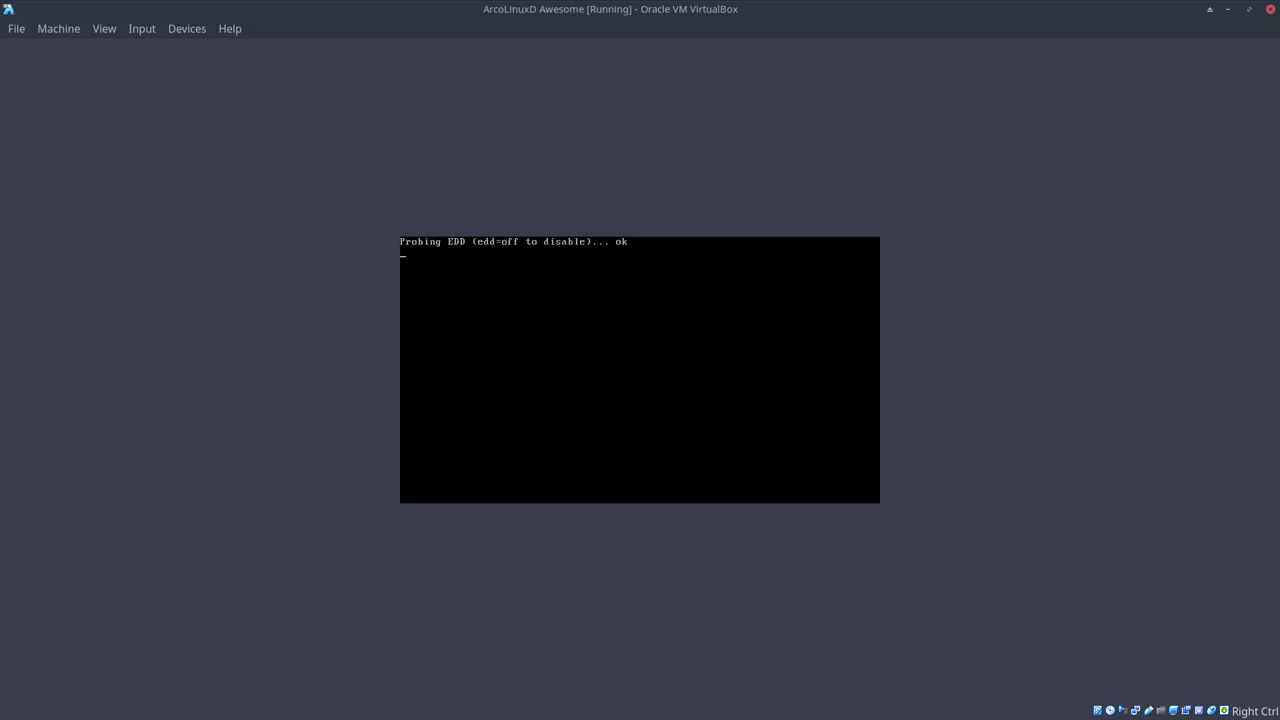 ArcoLinuxD Awesome [Running] - Oracle VM VirtualBox
File Machine View Input Devices Help
Probing EDD (edd=off to disable)... ok
_
Right Ctrl